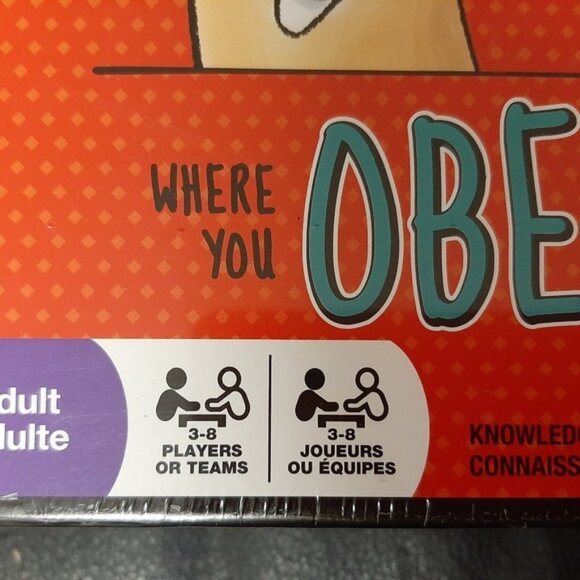 WHERE
YOU
OBE
dult
dulte
3-8
PLAYERS
OR TEAMS
3-8
JOUEURS
OU ÉQUIPES
KNOWLEDG
CONNAISS